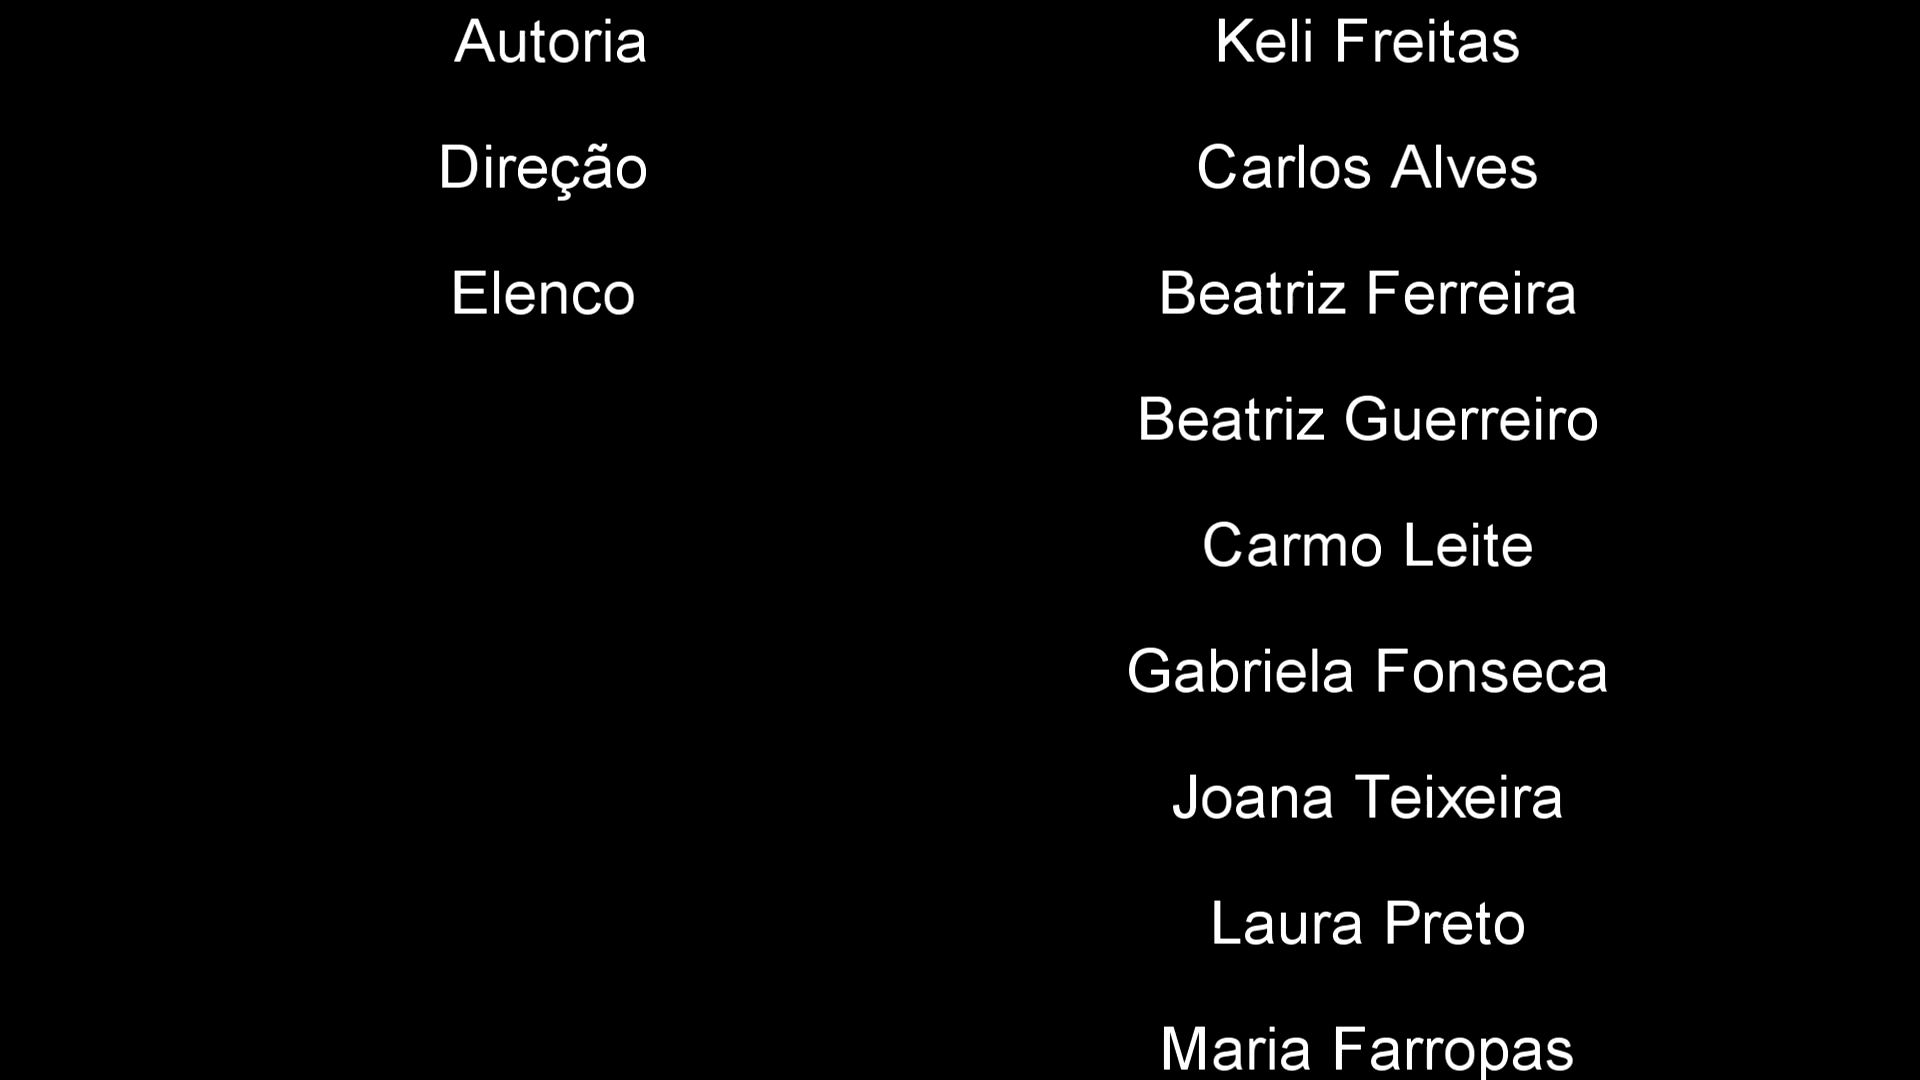 Autoria Keli Freitas
Direção Carlos Alves
Elenco Beatriz Ferreira
Beatriz Guerreiro
Carmo Leite
Gabriela Fonseca
Joana Teixeira
Laura Preto
Maria Farropas